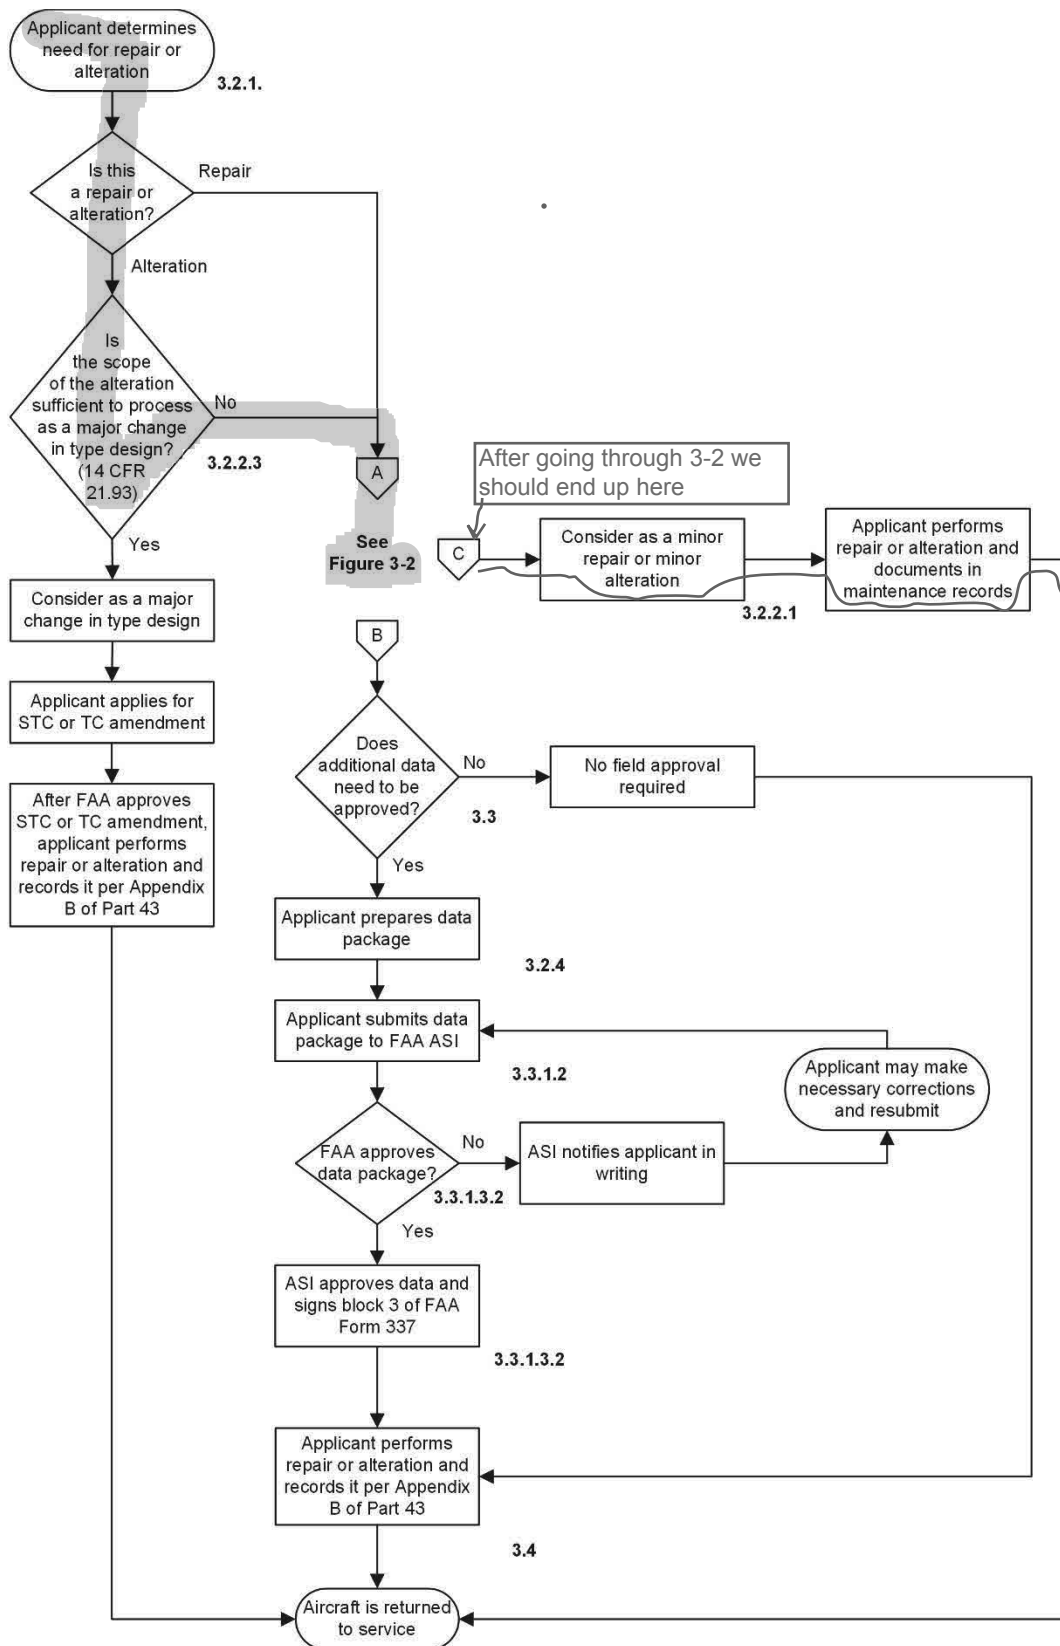 Applicant determines
need for repair or
alteration
3.2.1.
Is this
a repair or
alteration?
Repair
Alteration
Is
the scope
of the alteration
sufficient to process
as a major change
in type design?
(14 CFR
21.93)
No
3.2.2.3
A
See
Figure 3-2
Yes
Consider as a major
change in type design
Applicant applies for
STC or TC amendment
After FAA approves
STC or TC amendment,
applicant performs
repair or alteration and
records it per Appendix
B of Part 43
After going through 3-2 we
should end up here
C
Consider as a minor
repair or minor
alteration
3.2.2.1
Applicant performs
repair or alteration and
documents in
maintenance records
B
Does
additional data
need to be
approved?
No
3.3
No field approval
required
Yes
Applicant prepares data
package
3.2.4
Applicant submits data
package to FAA ASI
3.3.1.2
Applicant may make
necessary corrections
and resubmit
FAA approves
data package?
No
3.3.1.3.2
ASI notifies applicant in
writing
Yes
ASI approves data and
signs block 3 of FAA
Form 337
3.3.1.3.2
Applicant performs
repair or alteration and
records it per Appendix
B of Part 43
3.4
Aircraft is returned
to service